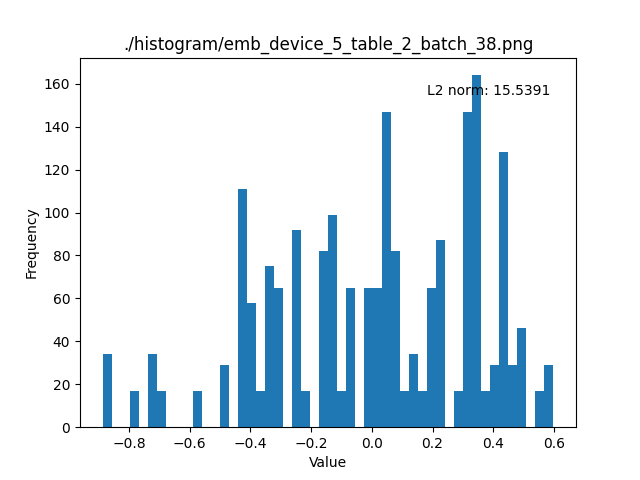 ./histogram/emb_device_5_table_2_batch_38.png
L2 norm: 15.5391
Frequency
160
140
120
100
80
60
40
20
0
−0.8 −0.6 −0.4 −0.2 0.0 0.2 0.4 0.6
Value